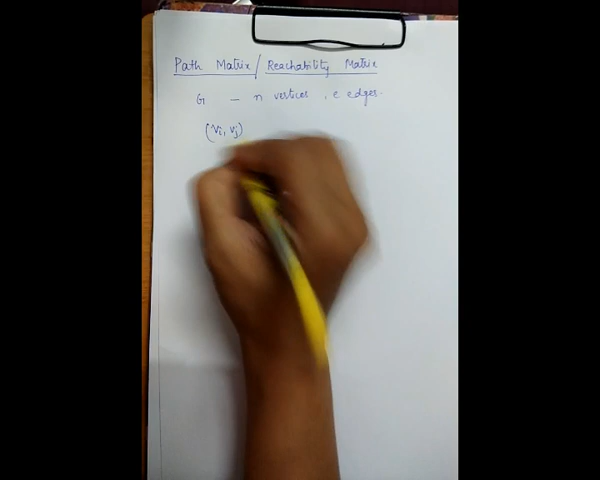 Path Matrix / Reachability Matrix
G - n vertices, e edges.
(vi, vj)